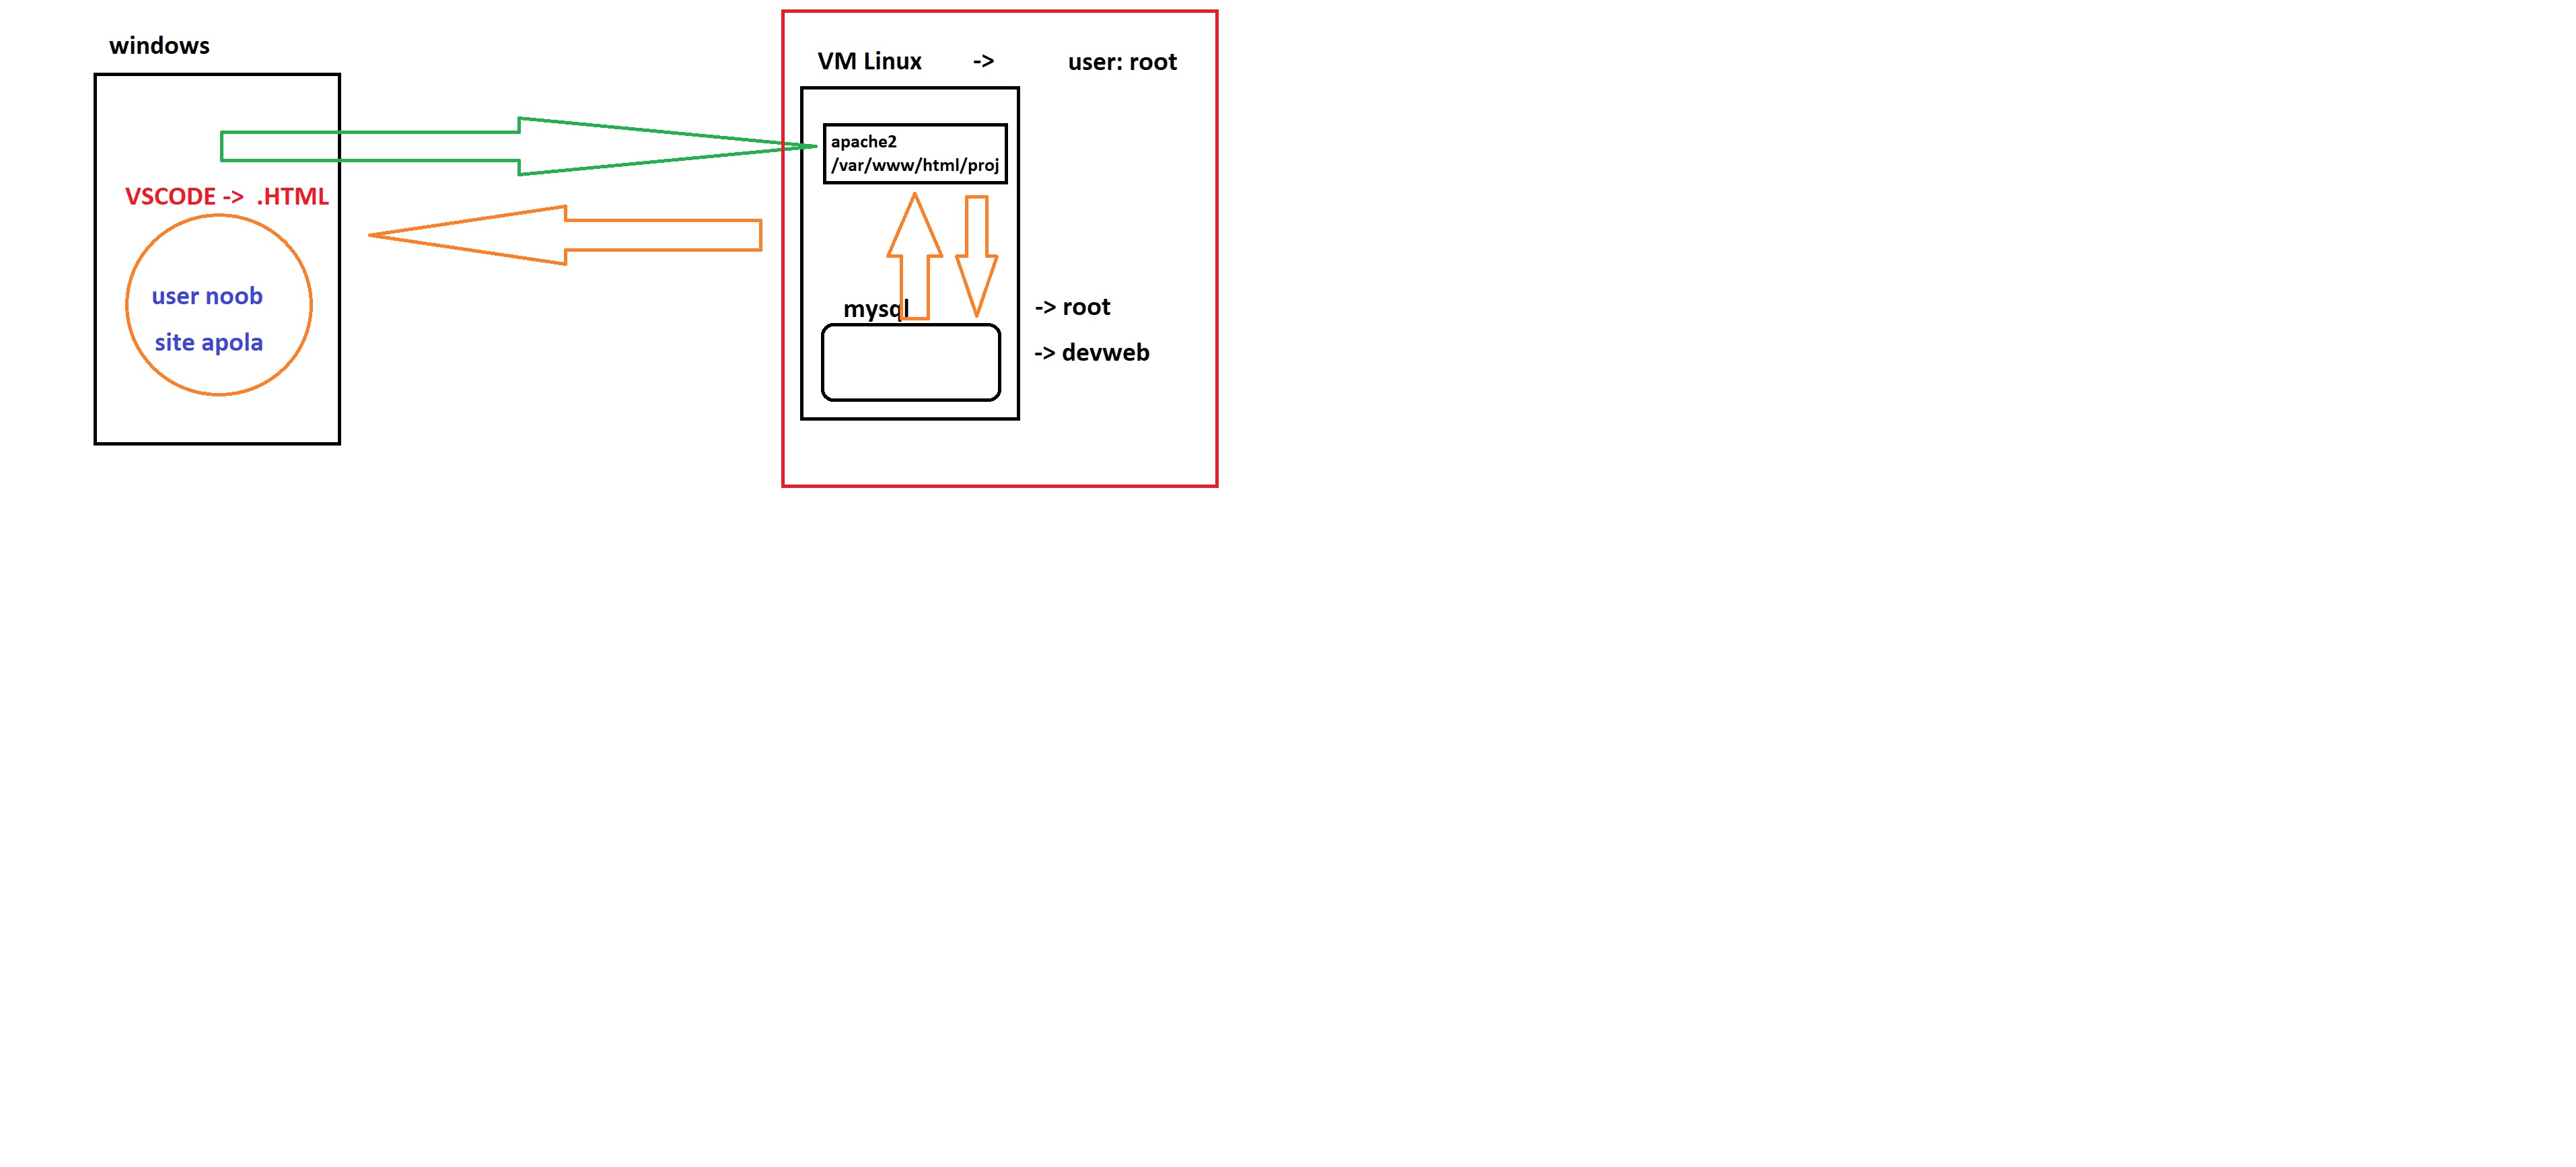 windows
VSCODE -> .HTML
user noob
site apola
VM Linux -> user: root
apache2
/var/www/html/proj
mysql -> root
-> devweb